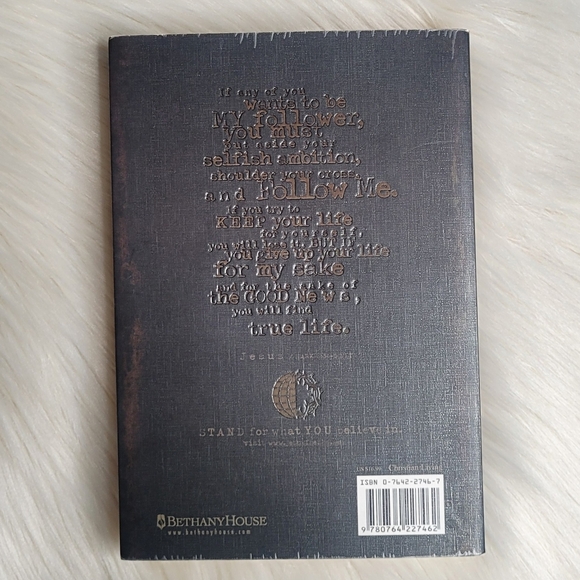 If any of you
wants to be
MY follower,
you must
put aside your
selfish ambition,
shoulder your cross,
and Follow Me.
if you try to
KEEP your life
for yourself,
you will lose it. BUT IF
you give up your life
for my sake
and for the sake of
the GOOD News,
you will find
true life.
Jesus
STAND for what YOU believe in.
visit
Christian Living
ISBN 0-7642-2746-7
9 780764 227462
BETHANYHOUSE
www.bethanyhouse.com